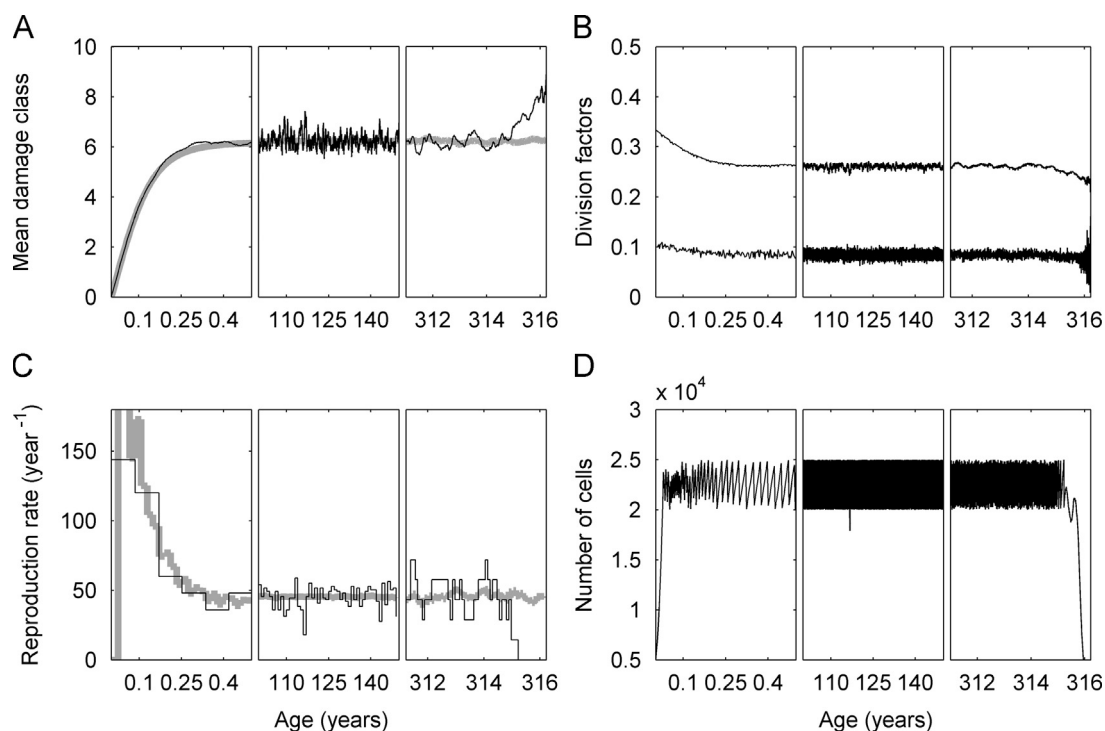 A
10
8
6
4
2
0
Mean damage class
0.1 0.25 0.4
110 125 140
312 314 316
B
0.5
0.4
0.3
0.2
0.1
0
Division factors
0.1 0.25 0.4
110 125 140
312 314 316
C
150
100
50
0
Reproduction rate (year⁻¹)
0.1 0.25 0.4
110 125 140
312 314 316
Age (years)
D
x 10⁴
3
2.5
2
1.5
1
0.5
Number of cells
0.1 0.25 0.4
110 125 140
312 314 316
Age (years)